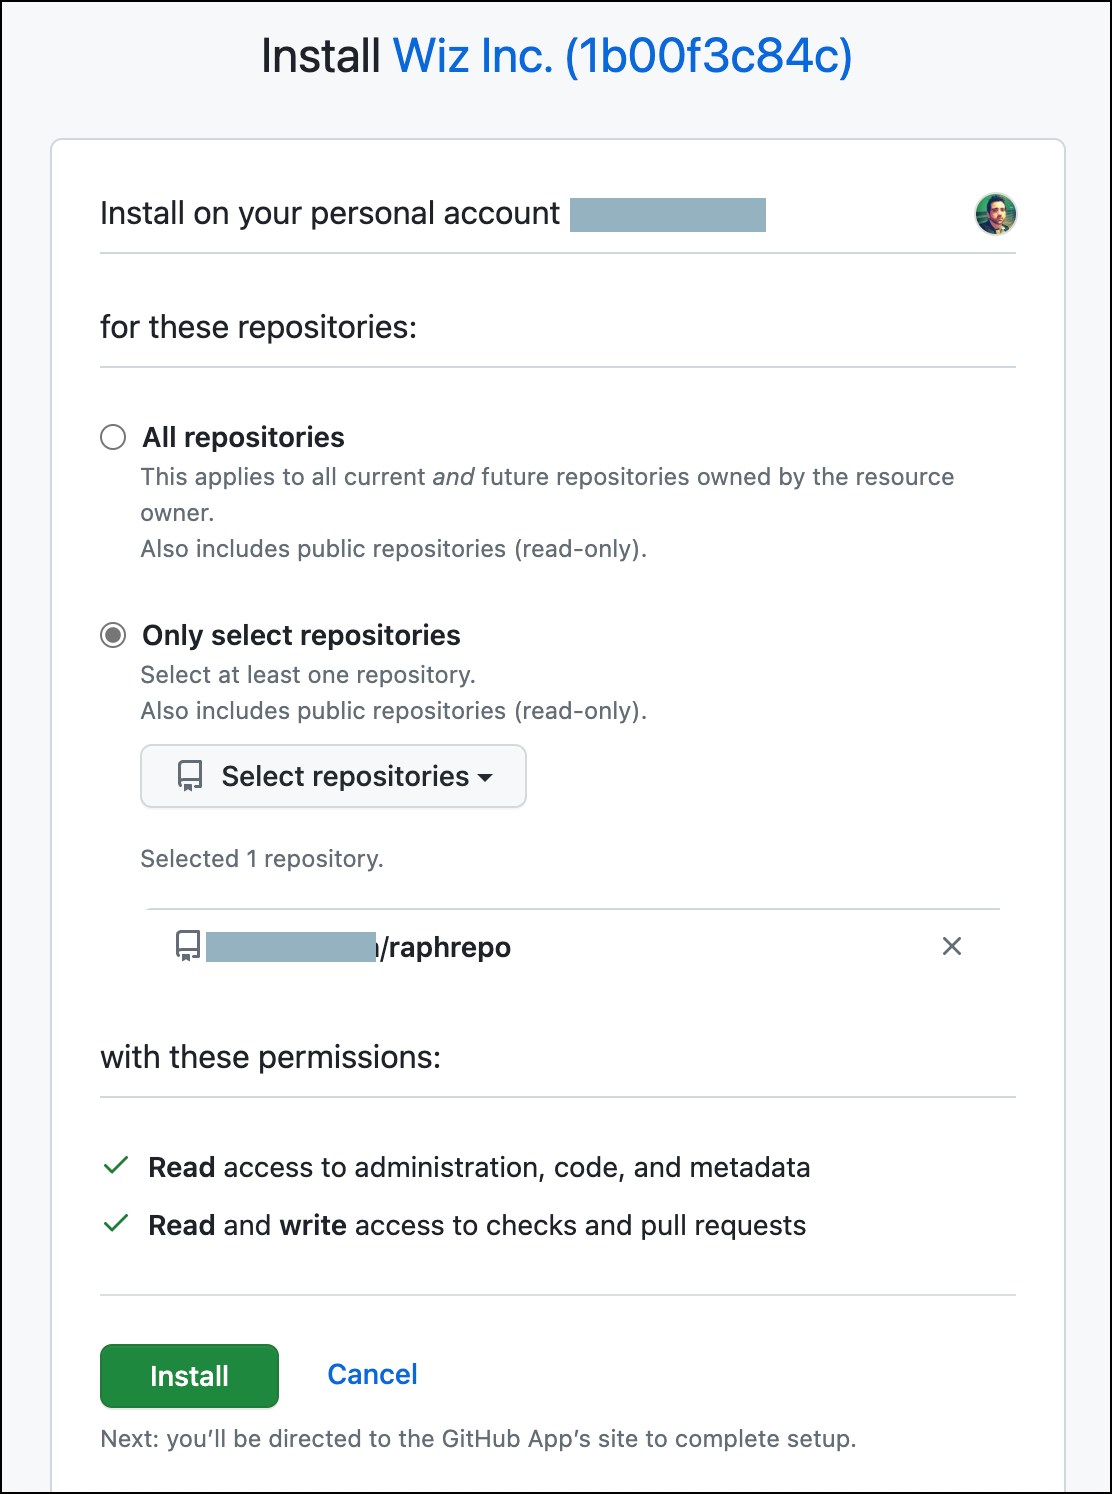 Install Wiz Inc. (1b00f3c84c)
Install on your personal account
for these repositories:
All repositories
This applies to all current and future repositories owned by the resource
owner.
Also includes public repositories (read-only).
Only select repositories
Select at least one repository.
Also includes public repositories (read-only).
Select repositories
Selected 1 repository.
/raphrepo
with these permissions:
Read access to administration, code, and metadata
Read and write access to checks and pull requests
Install
Cancel
Next: you’ll be directed to the GitHub App’s site to complete setup.